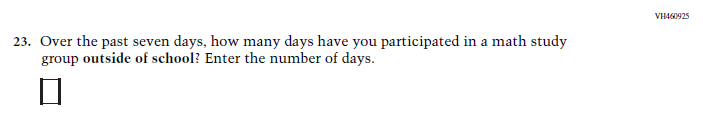 VH460925
23. Over the past seven days, how many days have you participated in a math study
group outside of school? Enter the number of days.